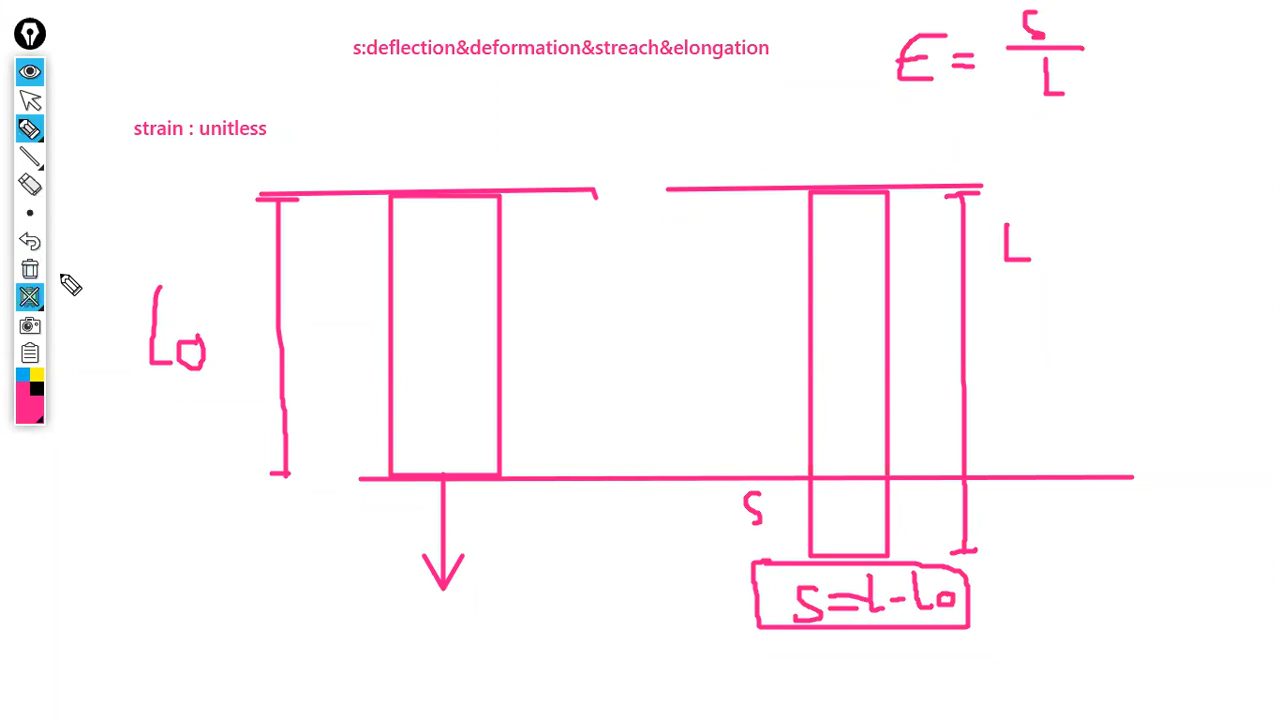 s:deflection&deformation&streach&elongation
E = s
L
strain : unitless
L
Lo
s
s=l-lo